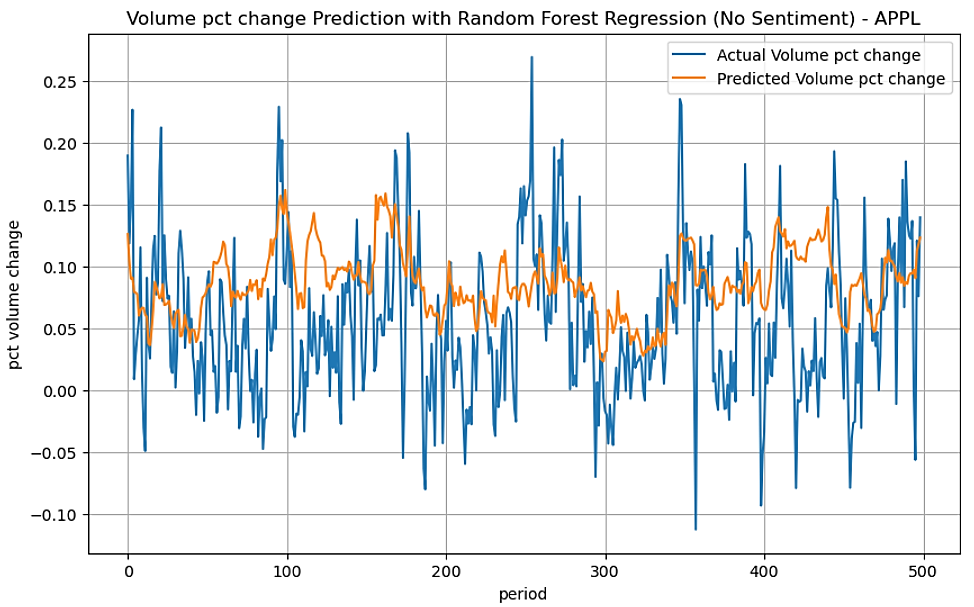 Volume pct change Prediction with Random Forest Regression (No Sentiment) - APPL
Actual Volume pct change
Predicted Volume pct change
0.25
0.20
0.15
0.10
0.05
0.00
−0.05
−0.10
pct volume change
0 100 200 300 400 500
period